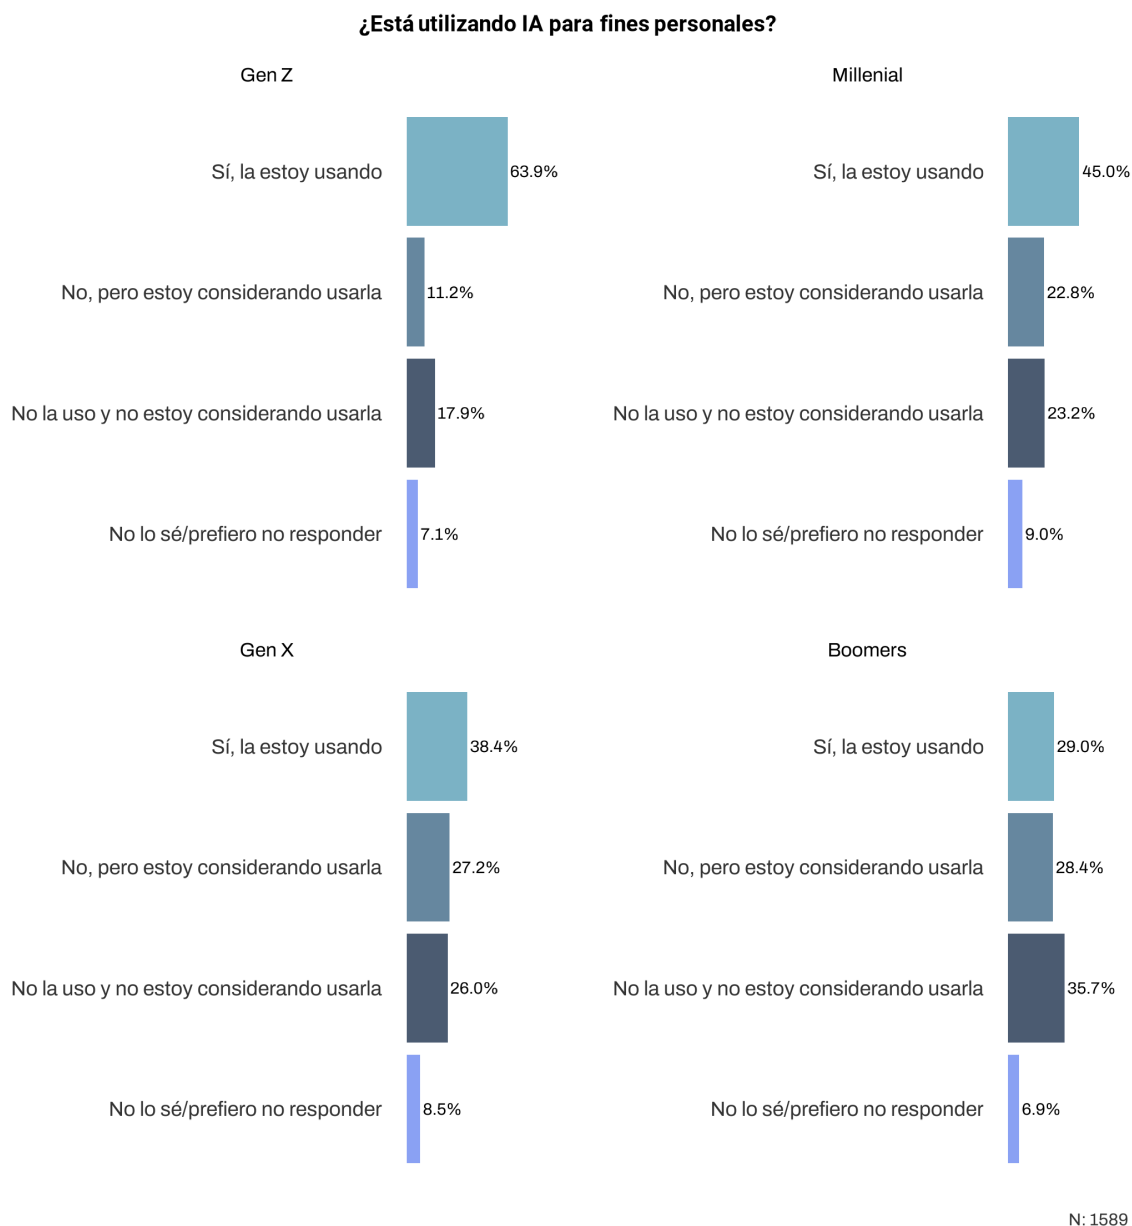 ¿Está utilizando IA para fines personales?
Gen Z
Sí, la estoy usando 63.9%
No, pero estoy considerando usarla 11.2%
No la uso y no estoy considerando usarla 17.9%
No lo sé/prefiero no responder 7.1%
Millenial
Sí, la estoy usando 45.0%
No, pero estoy considerando usarla 22.8%
No la uso y no estoy considerando usarla 23.2%
No lo sé/prefiero no responder 9.0%
Gen X
Sí, la estoy usando 38.4%
No, pero estoy considerando usarla 27.2%
No la uso y no estoy considerando usarla 26.0%
No lo sé/prefiero no responder 8.5%
Boomers
Sí, la estoy usando 29.0%
No, pero estoy considerando usarla 28.4%
No la uso y no estoy considerando usarla 35.7%
No lo sé/prefiero no responder 6.9%
N: 1589